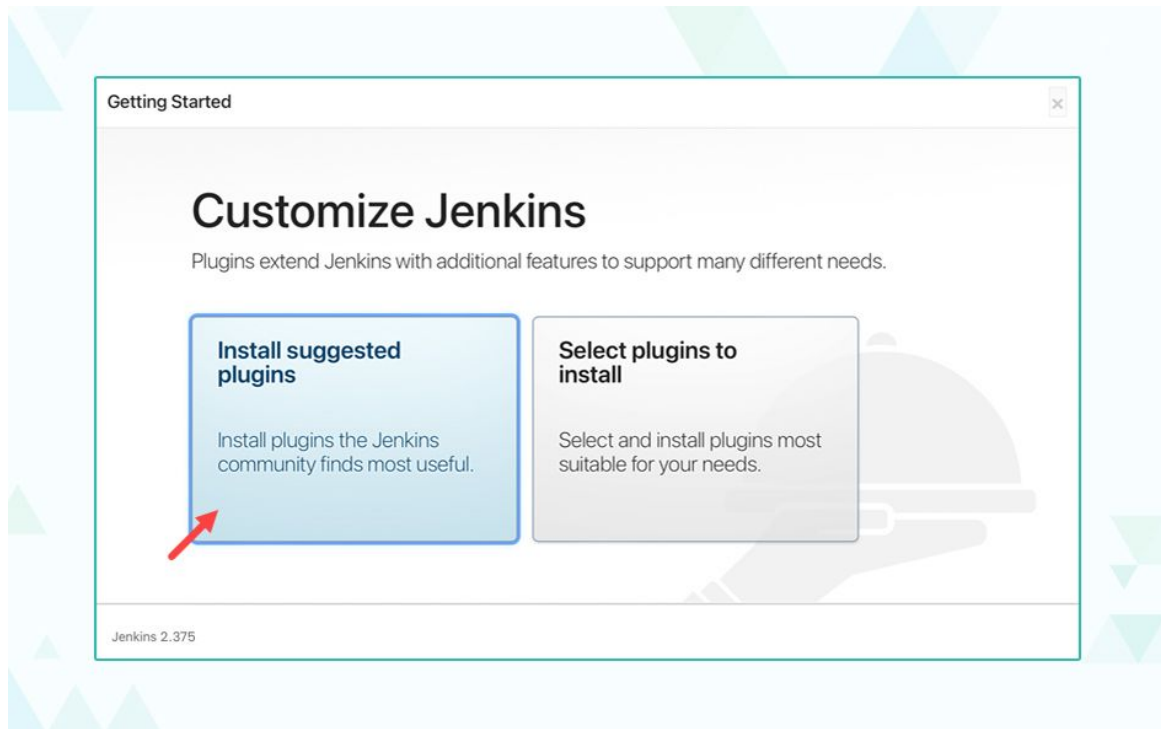 Getting Started
×
Customize Jenkins
Plugins extend Jenkins with additional features to support many different needs.
Install suggested
plugins
Install plugins the Jenkins
community finds most useful.
Select plugins to
install
Select and install plugins most
suitable for your needs.
Jenkins 2.375